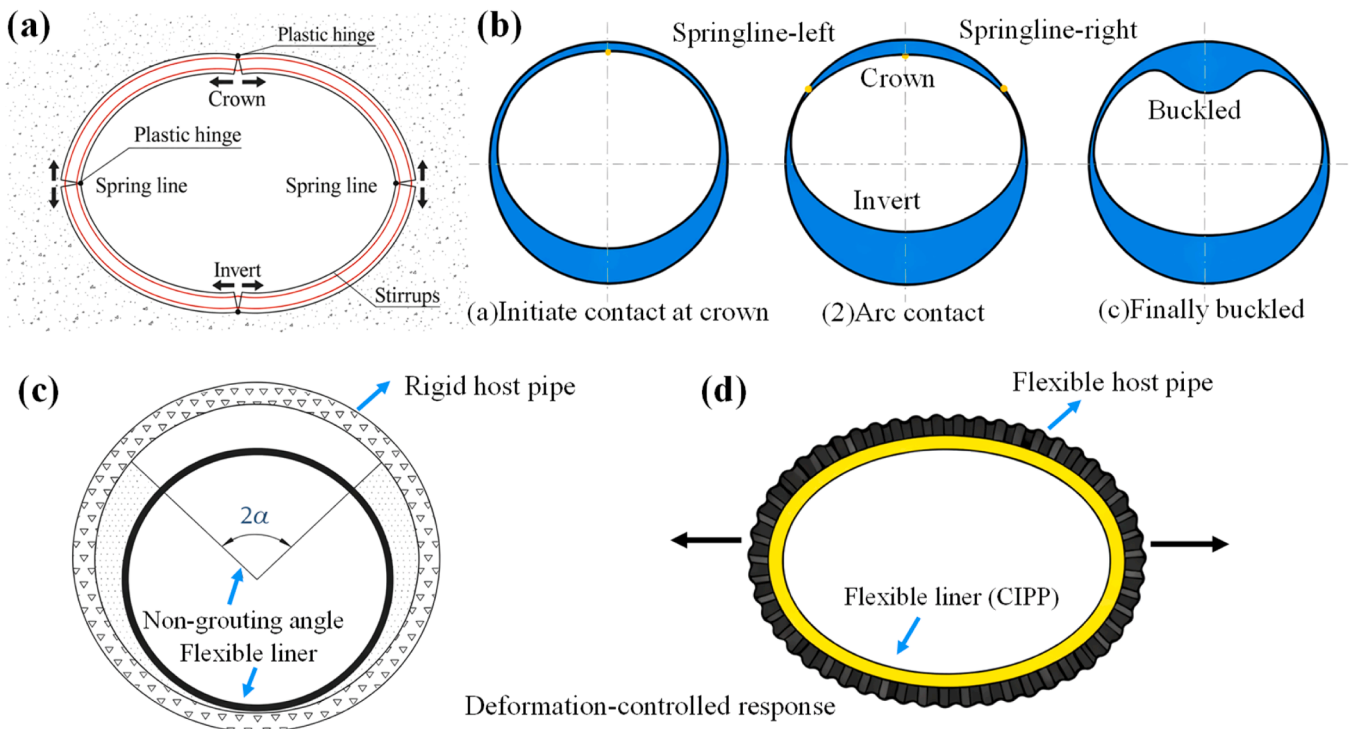 (a)
Plastic hinge
Crown
Plastic hinge
Spring line
Spring line
Invert
Stirrups
(b)
Springline-left
Springline-right
Crown
Buckled
Invert
(a)Initiate contact at crown
(2)Arc contact
(c)Finally buckled
(c)
Rigid host pipe
2α
Non-grouting angle
Flexible liner
(d)
Flexible host pipe
Flexible liner (CIPP)
Deformation-controlled response